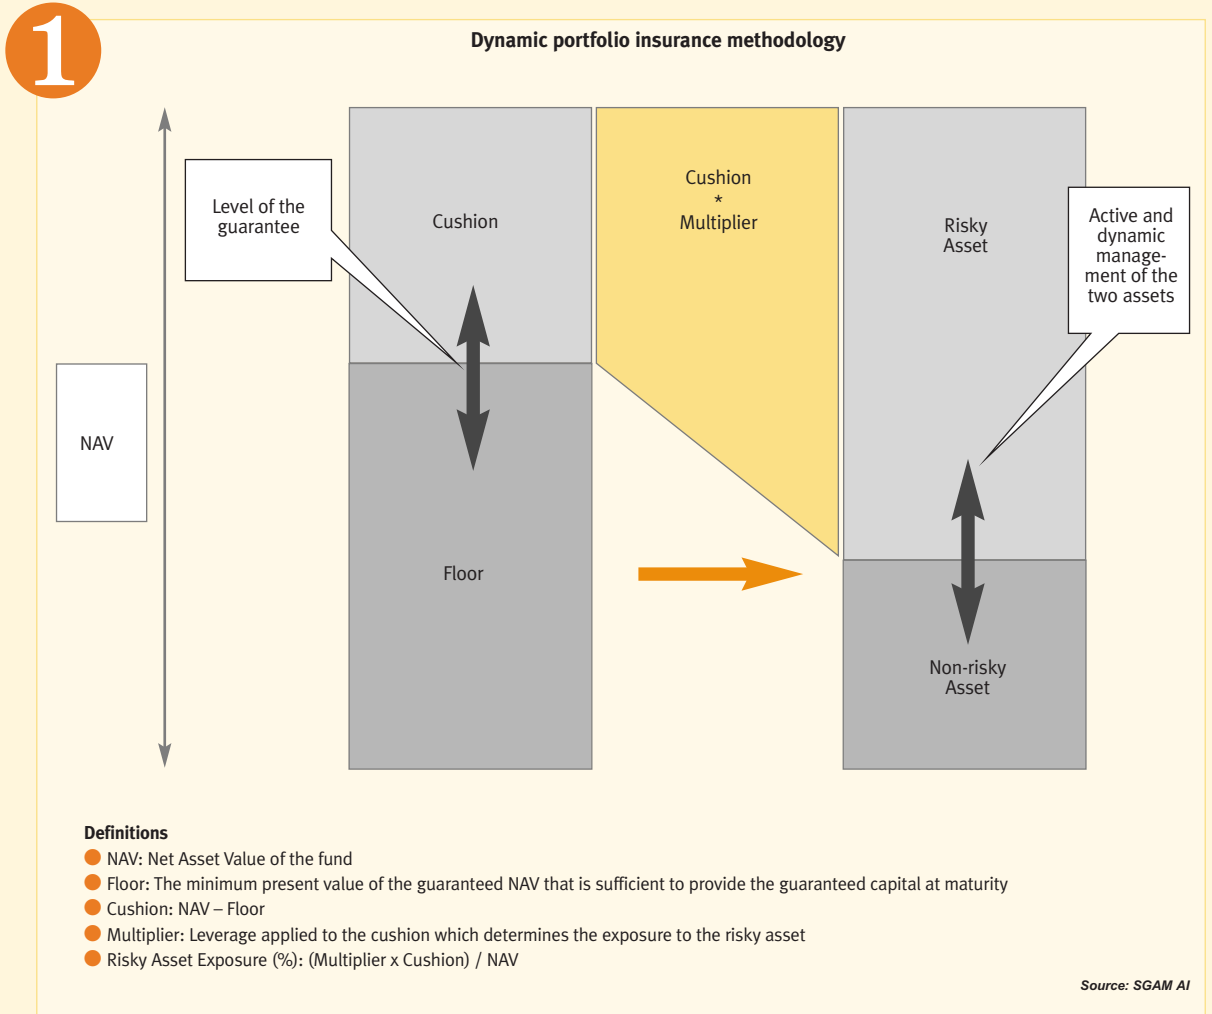 1
Dynamic portfolio insurance methodology
Level of the
guarantee
Cushion
Cushion
*
Multiplier
Risky
Asset
Active and
dynamic
manage-
ment of the
two assets
NAV
Floor
Non-risky
Asset
Definitions
NAV: Net Asset Value of the fund
Floor: The minimum present value of the guaranteed NAV that is sufficient to provide the guaranteed capital at maturity
Cushion: NAV – Floor
Multiplier: Leverage applied to the cushion which determines the exposure to the risky asset
Risky Asset Exposure (%): (Multiplier x Cushion) / NAV
Source: SGAM AI